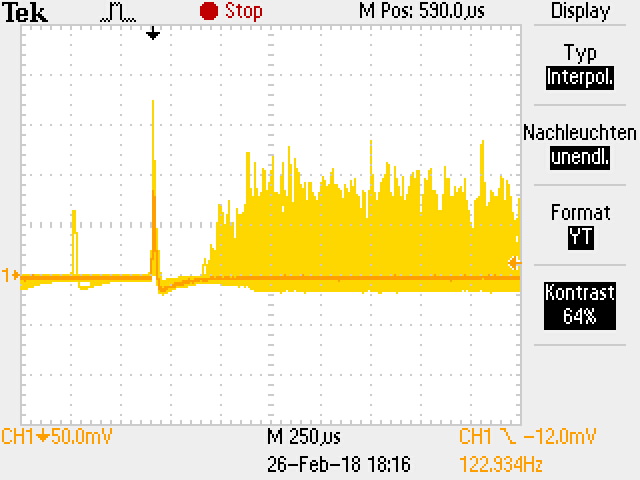 Tek Stop M Pos: 590.0µs Display
Typ
Interpol.
Nachleuchten
unendl.
Format
YT
1
Kontrast
64%
CH1 50.0mV M 250µs CH1 -12.0mV
26-Feb-18 18:16 122.934Hz